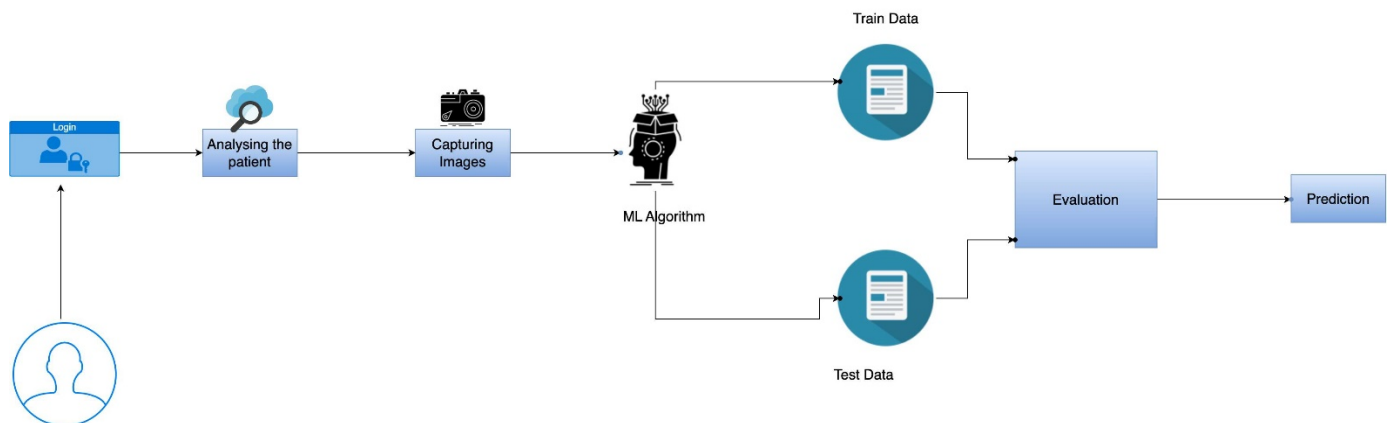 Train Data
Login
Analysing the
patient
Capturing
Images
ML Algorithm
Evaluation
Prediction
Test Data